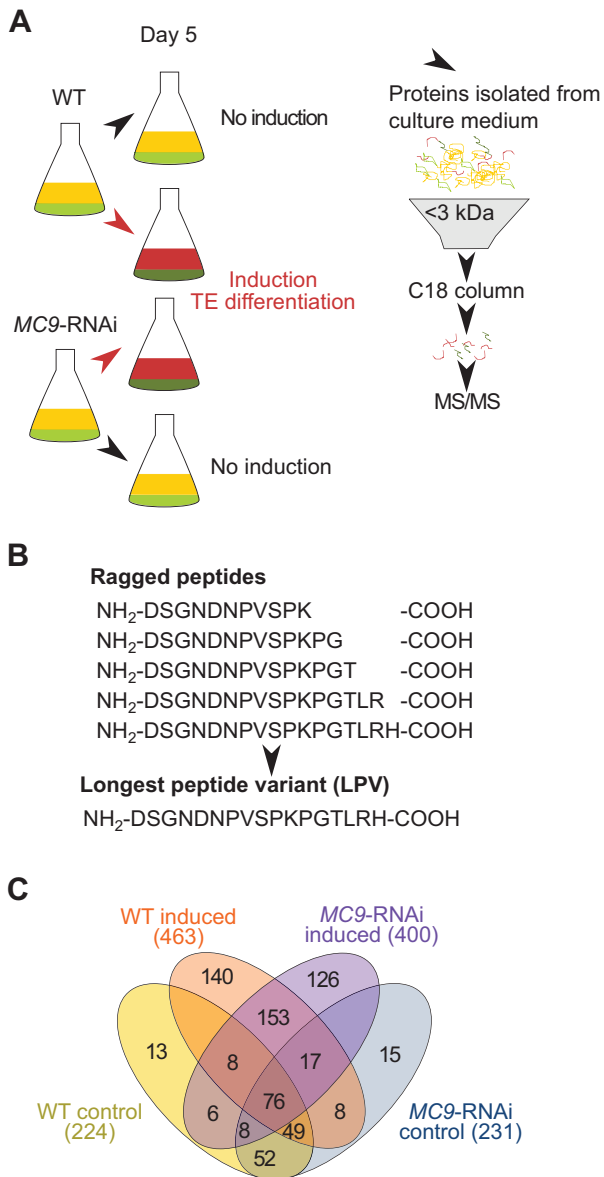 A
Day 5
WT
No induction
Induction
TE differentiation
MC9-RNAi
No induction
Proteins isolated from
culture medium
<3 kDa
C18 column
MS/MS
B
Ragged peptides
NH2-DSGNDNPVSPK -COOH
NH2-DSGNDNPVSPKPG -COOH
NH2-DSGNDNPVSPKPGT -COOH
NH2-DSGNDNPVSPKPGTLR -COOH
NH2-DSGNDNPVSPKPGTLRH-COOH
Longest peptide variant (LPV)
NH2-DSGNDNPVSPKPGTLRH-COOH
C
WT induced
(463)
MC9-RNAi
induced (400)
140
126
153
13
8
17
15
76
6
8
8
49
52
WT control
(224)
MC9-RNAi
control (231)